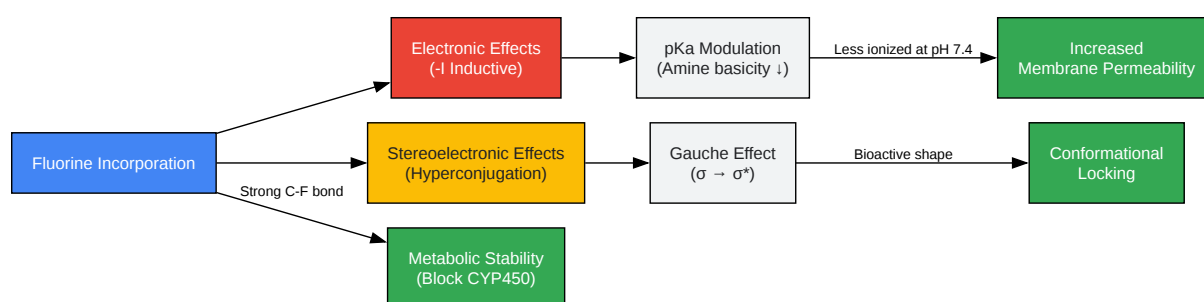 Electronic Effects
(-I Inductive)
pKa Modulation
(Amine basicity ↓)
Less ionized at pH 7.4
Increased
Membrane Permeability
Fluorine Incorporation
Stereoelectronic Effects
(Hyperconjugation)
Gauche Effect
(σ → σ*)
Bioactive shape
Conformational
Locking
Strong C-F bond
Metabolic Stability
(Block CYP450)